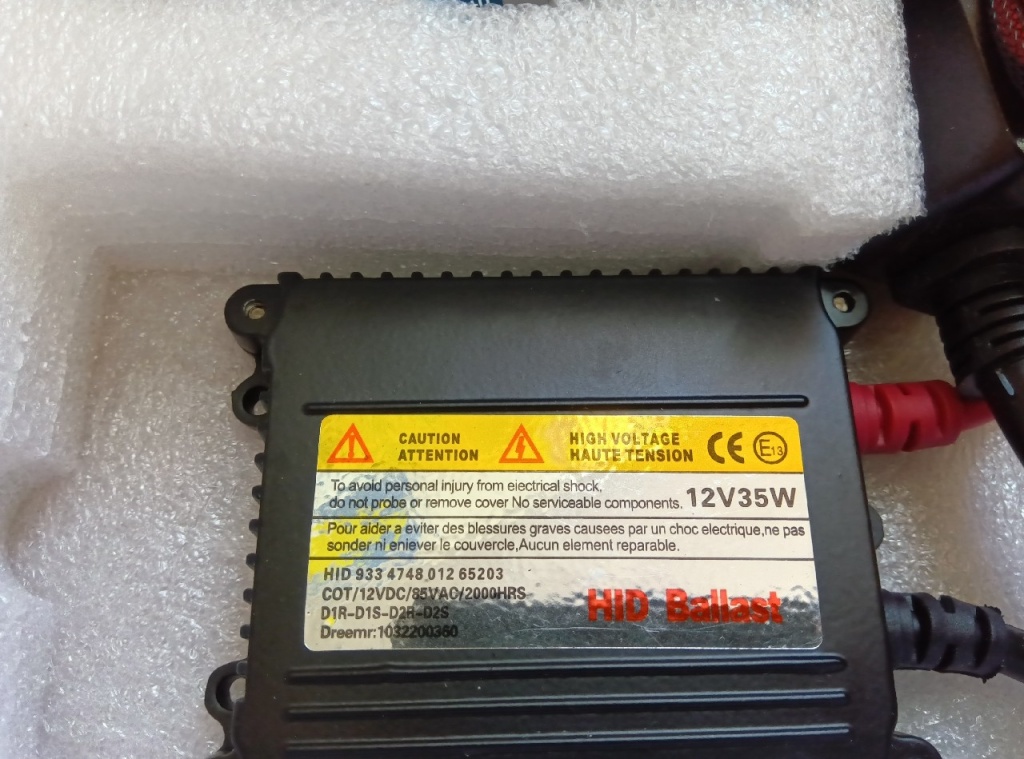 CAUTION
ATTENTION
HIGH VOLTAGE
HAUTE TENSION
CE
E13
To avoid personal injury from eiectrical shock,
do not probe or remove cover No serviceable components.
12V35W
Pour aider a eviter des blessures graves causees par un choc electrique,ne pas
sonder ni eniever le couvercle,Aucun element reparable.
HID 933 4748 012 65203
COT/12VDC/85VAC/2000HRS
D1R-D1S-D2R-D2S
Dreemr:1032200360
HID Ballast